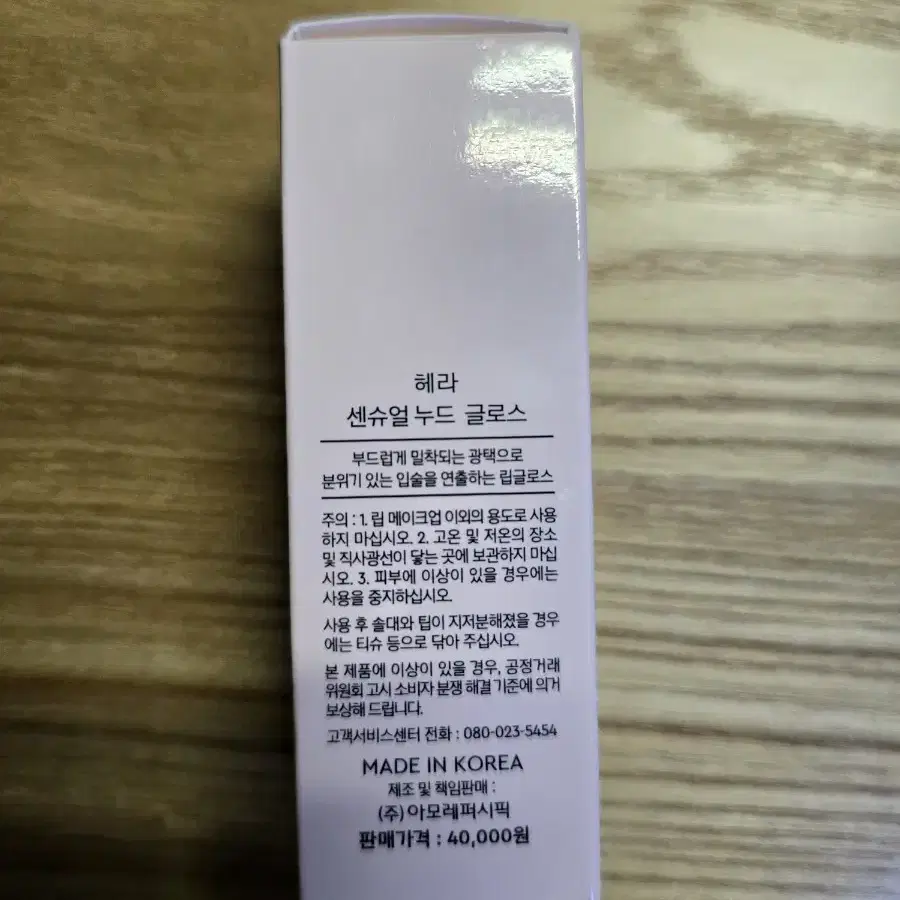 헤라
센슈얼 누드 글로스
부드럽게 밀착되는 광택으로
분위기 있는 입술을 연출하는 립글로스
주의 : 1. 립 메이크업 이외의 용도로 사용
하지 마십시오. 2. 고온 및 저온의 장소
및 직사광선이 닿는 곳에 보관하지 마십
시오. 3. 피부에 이상이 있을 경우에는
사용을 중지하십시오.
사용 후 솔대와 팁이 지저분해졌을 경우
에는 티슈 등으로 닦아 주십시오.
본 제품에 이상이 있을 경우, 공정거래
위원회 고시 소비자 분쟁 해결 기준에 의거
보상해 드립니다.
고객서비스센터 전화 : 080-023-5454
MADE IN KOREA
제조 및 책임판매 :
(주)아모레퍼시픽
판매가격 : 40,000원